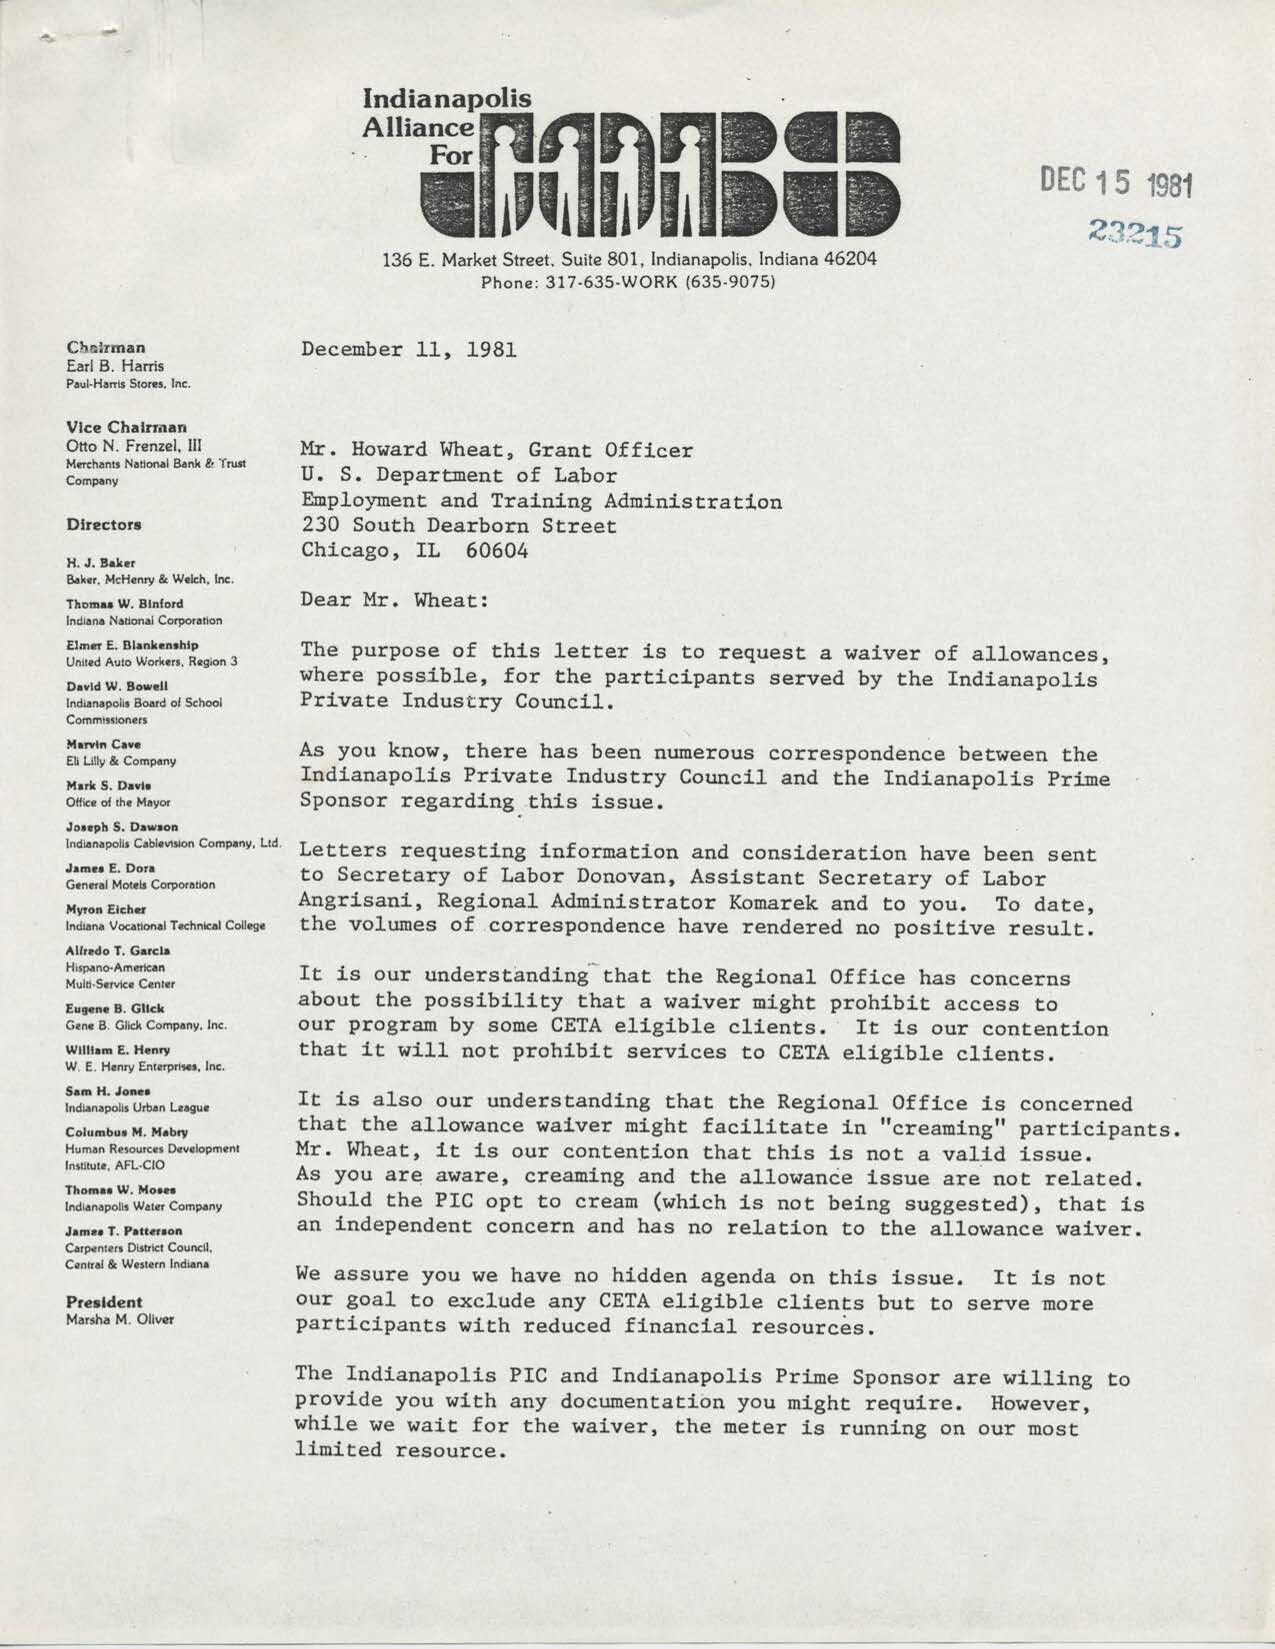 Indianapolis
Alliance
For JOBS
136 E. Market Street, Suite 801, Indianapolis, Indiana 46204
Phone: 317-635-WORK (635-9075)
DEC 15 1981
23215
Chairman
Earl B. Harris
Paul-Harris Stores, Inc.
Vice Chairman
Otto N. Frenzel, III
Merchants National Bank & Trust
Company
Directors
H. J. Baker
Baker, McHenry & Welch, Inc.
Thomas W. Binford
Indiana National Corporation
Elmer E. Blankenship
United Auto Workers, Region 3
David W. Bowell
Indianapolis Board of School
Commissioners
Marvin Cave
Eli Lilly & Company
Mark S. Davis
Office of the Mayor
Joseph S. Dawson
Indianapolis Cablevision Company, Ltd.
James E. Dora
General Motels Corporation
Myron Eicher
Indiana Vocational Technical College
Alfredo T. Garcia
Hispano-American
Multi-Service Center
Eugene B. Glick
Gene B. Glick Company, Inc.
William E. Henry
W. E. Henry Enterprises, Inc.
Sam H. Jones
Indianapolis Urban League
Columbus M. Mabry
Human Resources Development
Institute, AFL-CIO
Thomas W. Moses
Indianapolis Water Company
James T. Patterson
Carpenters District Council,
Central & Western Indiana
President
Marsha M. Oliver
December 11, 1981
Mr. Howard Wheat, Grant Officer
U. S. Department of Labor
Employment and Training Administration
230 South Dearborn Street
Chicago, IL 60604
Dear Mr. Wheat:
The purpose of this letter is to request a waiver of allowances,
where possible, for the participants served by the Indianapolis
Private Industry Council.
As you know, there has been numerous correspondence between the
Indianapolis Private Industry Council and the Indianapolis Prime
Sponsor regarding this issue.
Letters requesting information and consideration have been sent
to Secretary of Labor Donovan, Assistant Secretary of Labor
Angrisani, Regional Administrator Komarek and to you. To date,
the volumes of correspondence have rendered no positive result.
It is our understanding that the Regional Office has concerns
about the possibility that a waiver might prohibit access to
our program by some CETA eligible clients. It is our contention
that it will not prohibit services to CETA eligible clients.
It is also our understanding that the Regional Office is concerned
that the allowance waiver might facilitate in "creaming" participants.
Mr. Wheat, it is our contention that this is not a valid issue.
As you are aware, creaming and the allowance issue are not related.
Should the PIC opt to cream (which is not being suggested), that is
an independent concern and has no relation to the allowance waiver.
We assure you we have no hidden agenda on this issue. It is not
our goal to exclude any CETA eligible clients but to serve more
participants with reduced financial resources.
The Indianapolis PIC and Indianapolis Prime Sponsor are willing to
provide you with any documentation you might require. However,
while we wait for the waiver, the meter is running on our most
limited resource.